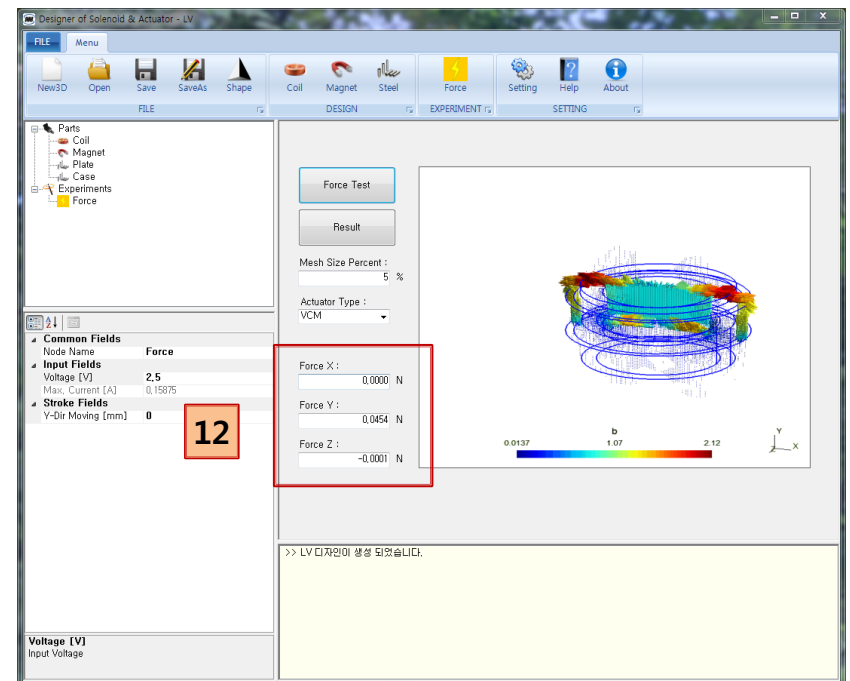 Designer of Solenoid & Actuator - LV
FILE Menu
New3D Open Save SaveAs Shape Coil Magnet Steel Force Setting Help About
FILE DESIGN EXPERIMENT SETTING
Parts
Coil
Magnet
Plate
Case
Experiments
Force
Common Fields
Node Name Force
Input Fields
Voltage [V] 2,5
Max, Current [A] 0,15875
Stroke Fields
Y-Dir Moving [mm] 0
Voltage [V]
Input Voltage
12
Force Test
Result
Mesh Size Percent :
5 %
Actuator Type :
VCM
Force X :
0,0000 N
Force Y :
0,0454 N
Force Z :
-0,0001 N
b
0.0137 1.07 2.12
Y
Z X
>> LV 디자인이 생성 되었습니다,